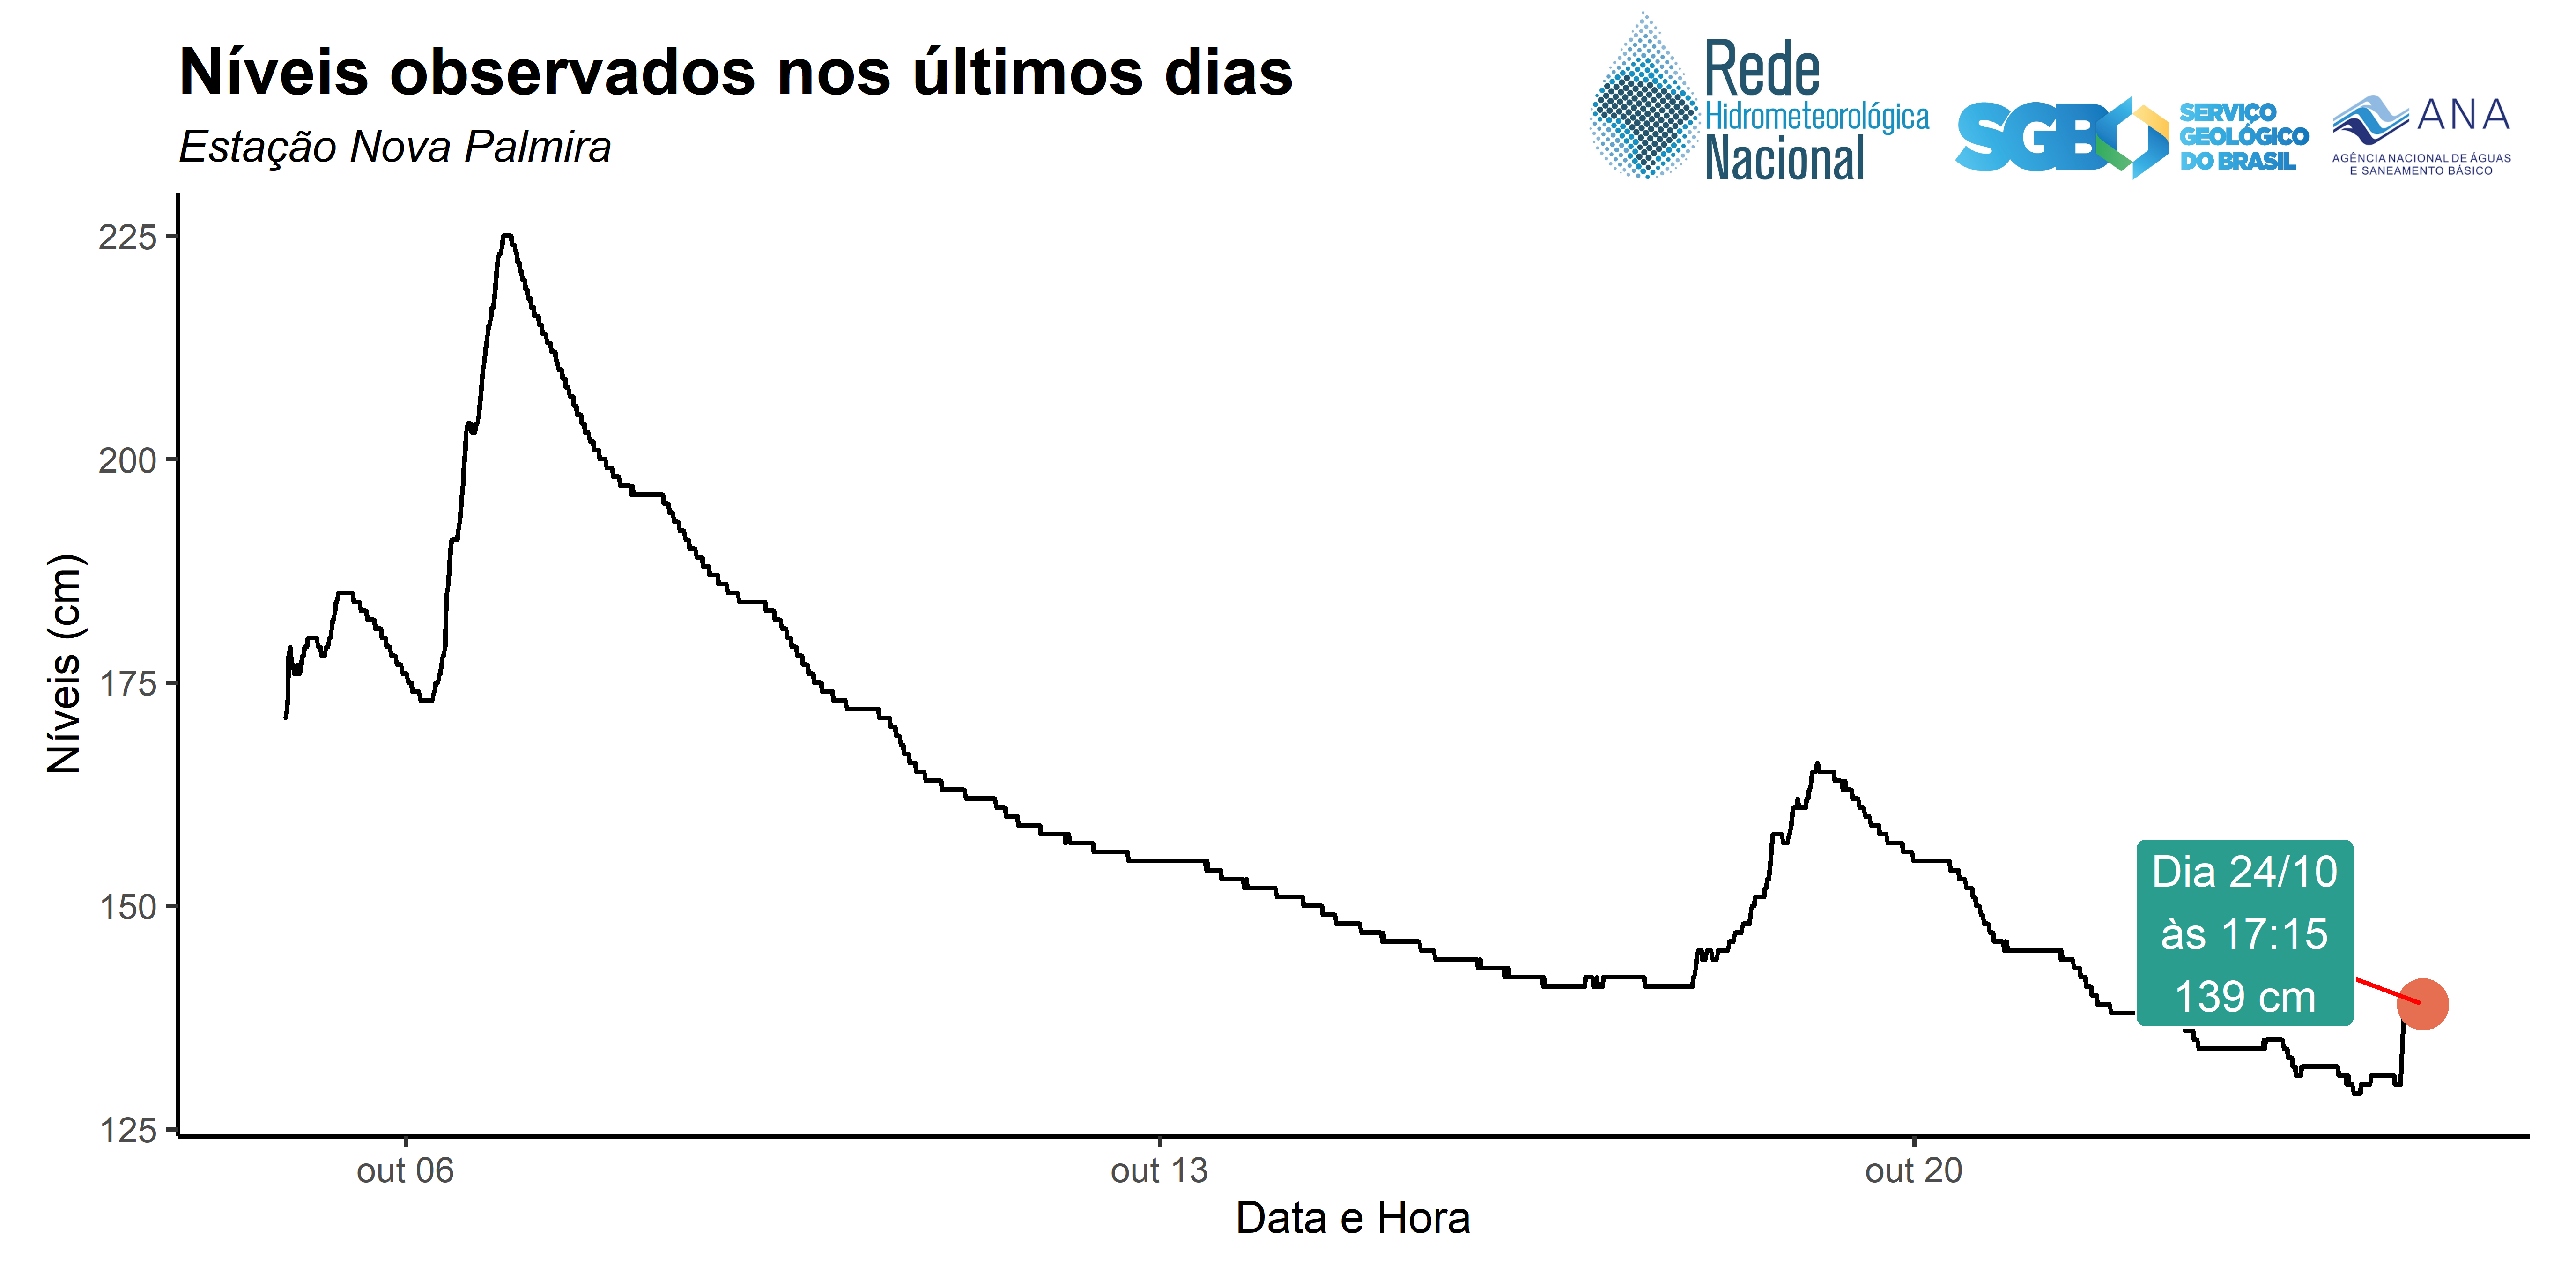 Níveis observados nos últimos dias
Estação Nova Palmira
Rede
Hidrometeorológica
Nacional
SGB
SERVIÇO
GEOLÓGICO
DO BRASIL
ANA
AGÊNCIA NACIONAL DE ÁGUAS
E SANEAMENTO BÁSICO
Níveis (cm)
225
200
175
150
125
Dia 24/10
às 17:15
139 cm
out 06
out 13
out 20
Data e Hora